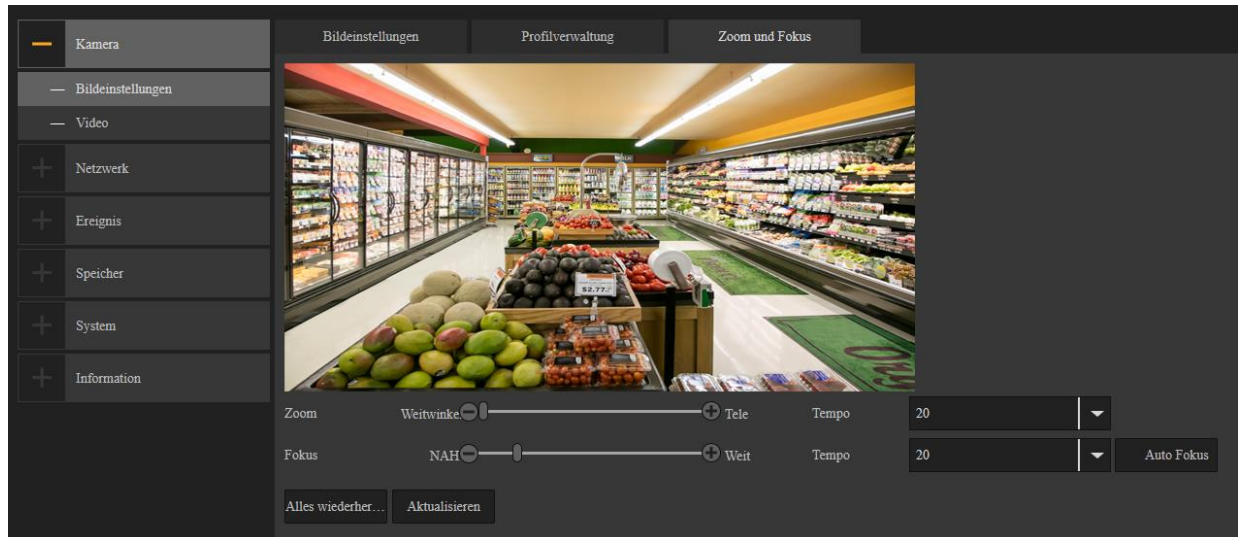 Kamera
Bildeinstellungen
Video
Netzwerk
Ereignis
Speicher
System
Information
Bildeinstellungen Profilverwaltung Zoom und Fokus
$2.77
Zoom Weitwinke Tele Tempo 20
Fokus NAH Weit Tempo 20 Auto Fokus
Alles wiederher... Aktualisieren